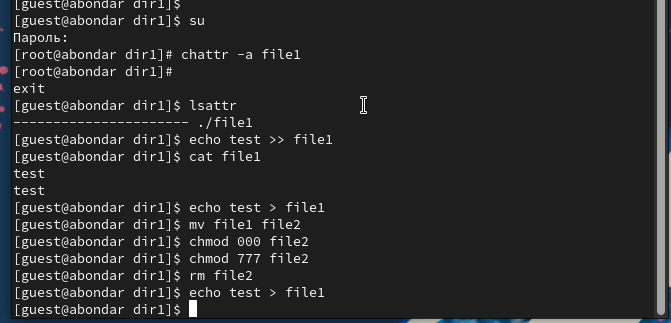 [guest@abondar dir1]$
[guest@abondar dir1]$ su
Пароль:
[root@abondar dir1]# chattr -a file1
[root@abondar dir1]#
exit
[guest@abondar dir1]$ lsattr
---------------------- ./file1
[guest@abondar dir1]$ echo test >> file1
[guest@abondar dir1]$ cat file1
test
test
[guest@abondar dir1]$ echo test > file1
[guest@abondar dir1]$ mv file1 file2
[guest@abondar dir1]$ chmod 000 file2
[guest@abondar dir1]$ chmod 777 file2
[guest@abondar dir1]$ rm file2
[guest@abondar dir1]$ echo test > file1
[guest@abondar dir1]$